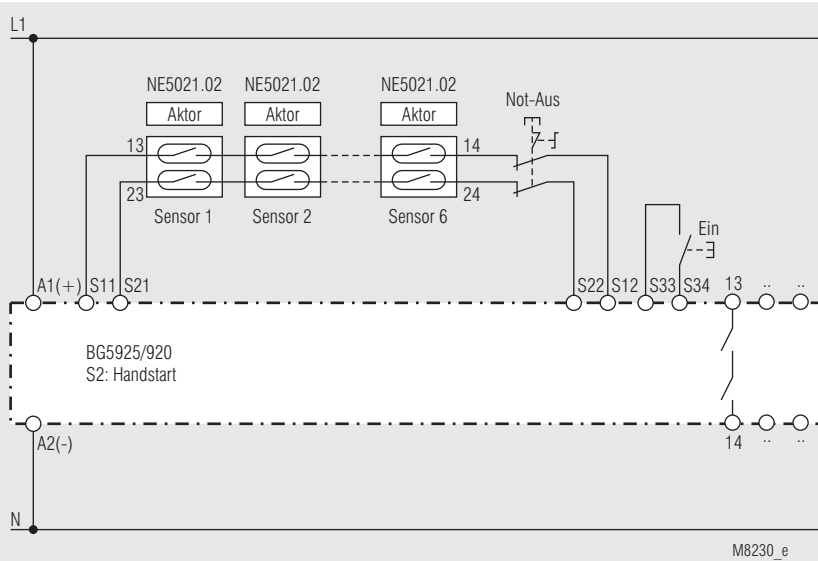 L1
NE5021.02 NE5021.02 NE5021.02
Not-Aus
Aktor Aktor Aktor
13 14
23 24
Sensor 1 Sensor 2 Sensor 6
Ein
A1(+) S11 S21 S22 S12 S33 S34 13 .. ..
BG5925/920
S2: Handstart
A2(-) 14 .. ..
N
M8230_e